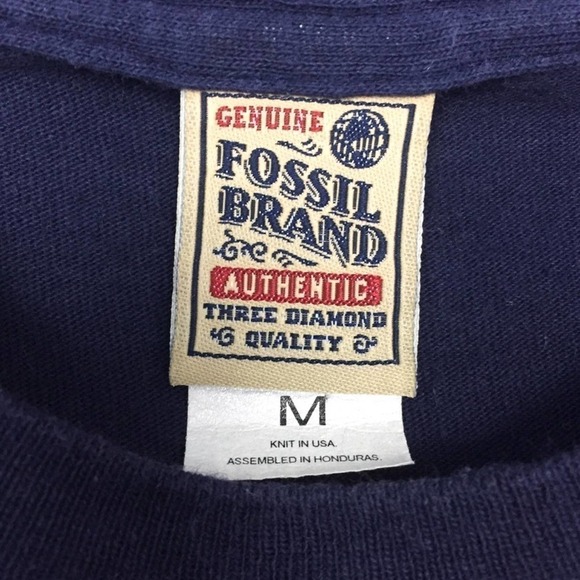 GENUINE
FOSSIL
BRAND
AUTHENTIC
THREE DIAMOND
QUALITY
M
KNIT IN USA.
ASSEMBLED IN HONDURAS.